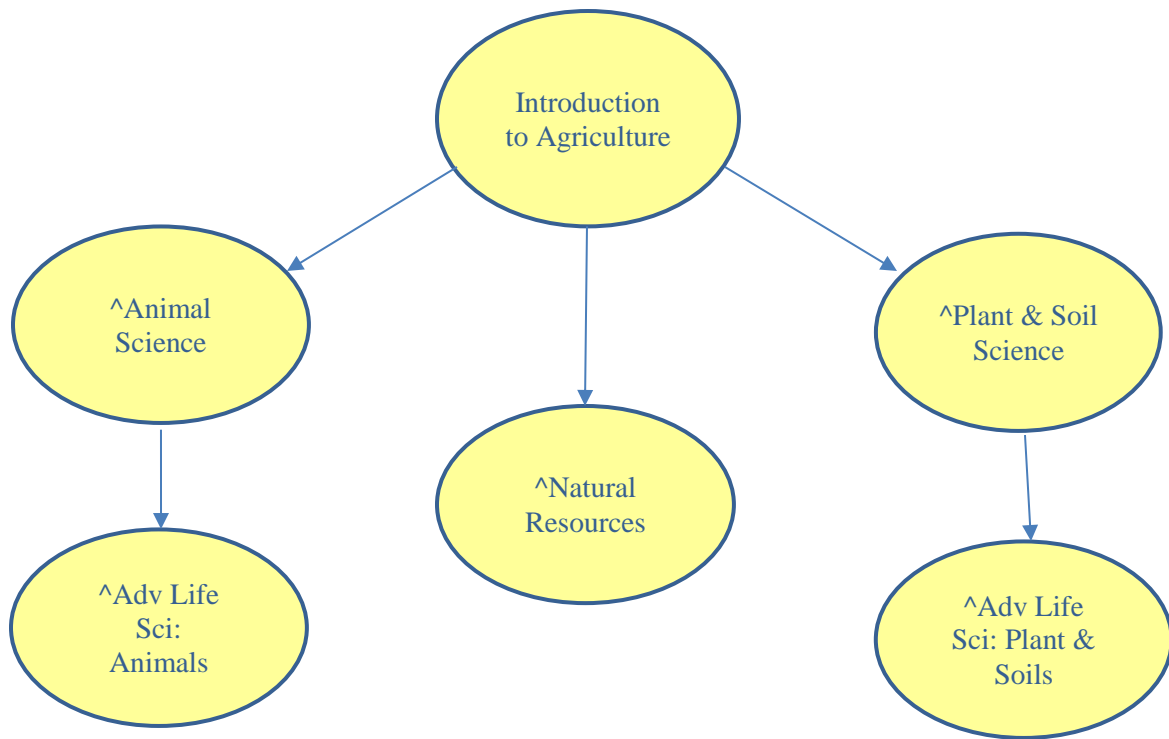 Introduction
to Agriculture
^Animal
Science
^Plant & Soil
Science
^Natural
Resources
^Adv Life
Sci:
Animals
^Adv Life
Sci: Plant &
Soils